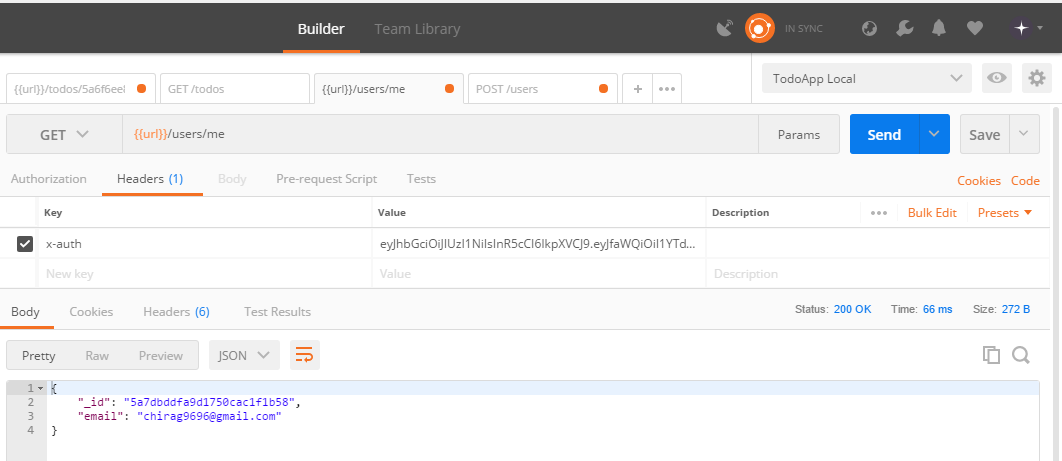 Builder Team Library IN SYNC
{{url}}/todos/5a6f6eel GET /todos {{url}}/users/me POST /users + ••• TodoApp Local
GET {{url}}/users/me Params Send Save
Authorization Headers (1) Body Pre-request Script Tests Cookies Code
Key Value Description ••• Bulk Edit Presets
x-auth eyJhbGciOiJIUzI1NiIsInR5cCI6IkpXVCJ9.eyJfaWQiOiI1YTd...
New key Value Description
Body Cookies Headers (6) Test Results Status: 200 OK Time: 66 ms Size: 272 B
Pretty Raw Preview JSON
1 {
2 "_id": "5a7dbddfa9d1750cac1f1b58",
3 "email": "chirag9696@gmail.com"
4 }